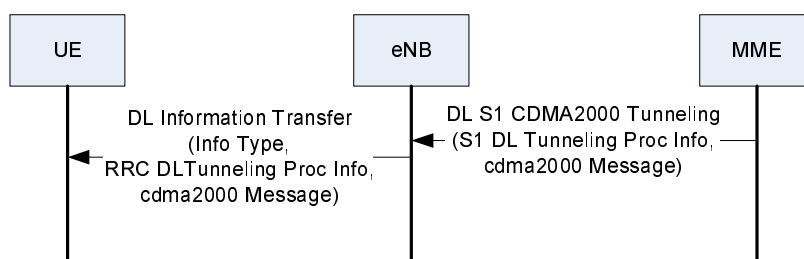 UE
eNB
MME
DL Information Transfer
(Info Type,
RRC DLTunneling Proc Info,
cdma2000 Message)
DL S1 CDMA2000 Tunneling
(S1 DL Tunneling Proc Info,
cdma2000 Message)